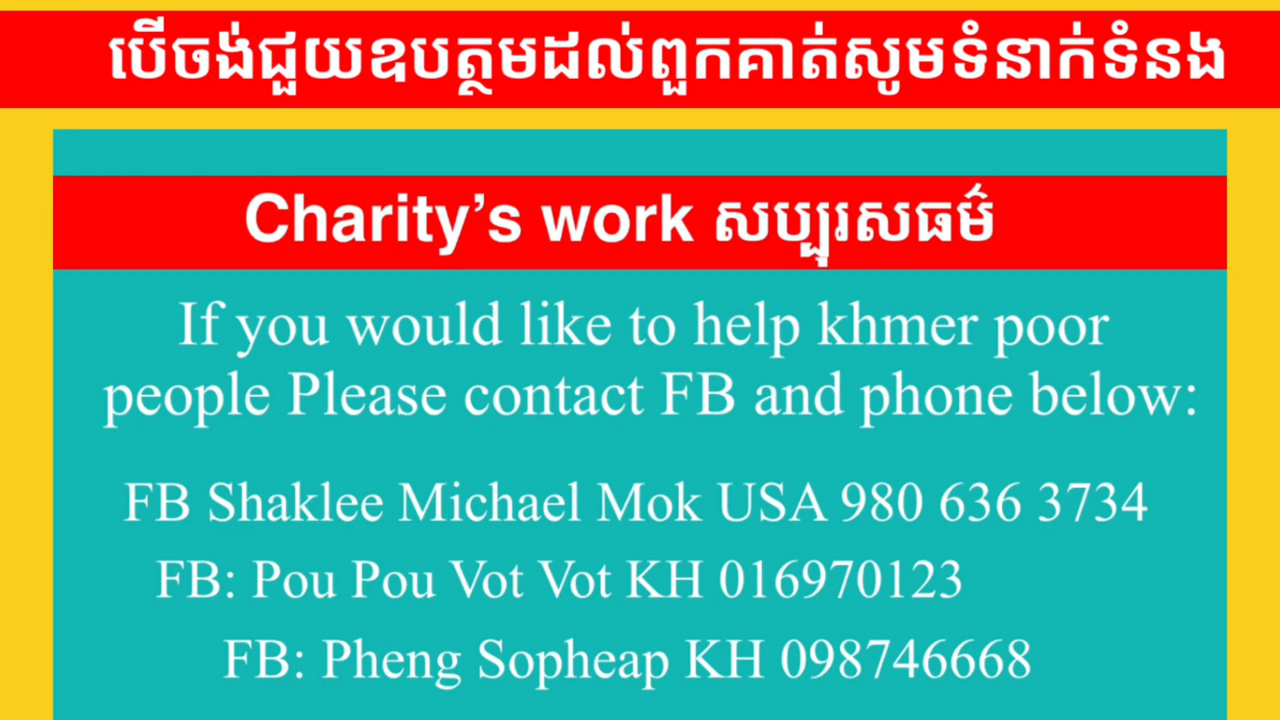 បើចង់ជួយឧបត្ថមដល់ពួកគាត់សូមទំនាក់ទំនង
Charity’s work សប្បុរសធម៌
If you would like to help khmer poor
people Please contact FB and phone below:
FB Shaklee Michael Mok USA 980 636 3734
FB: Pou Pou Vot Vot KH 016970123
FB: Pheng Sopheap KH 098746668